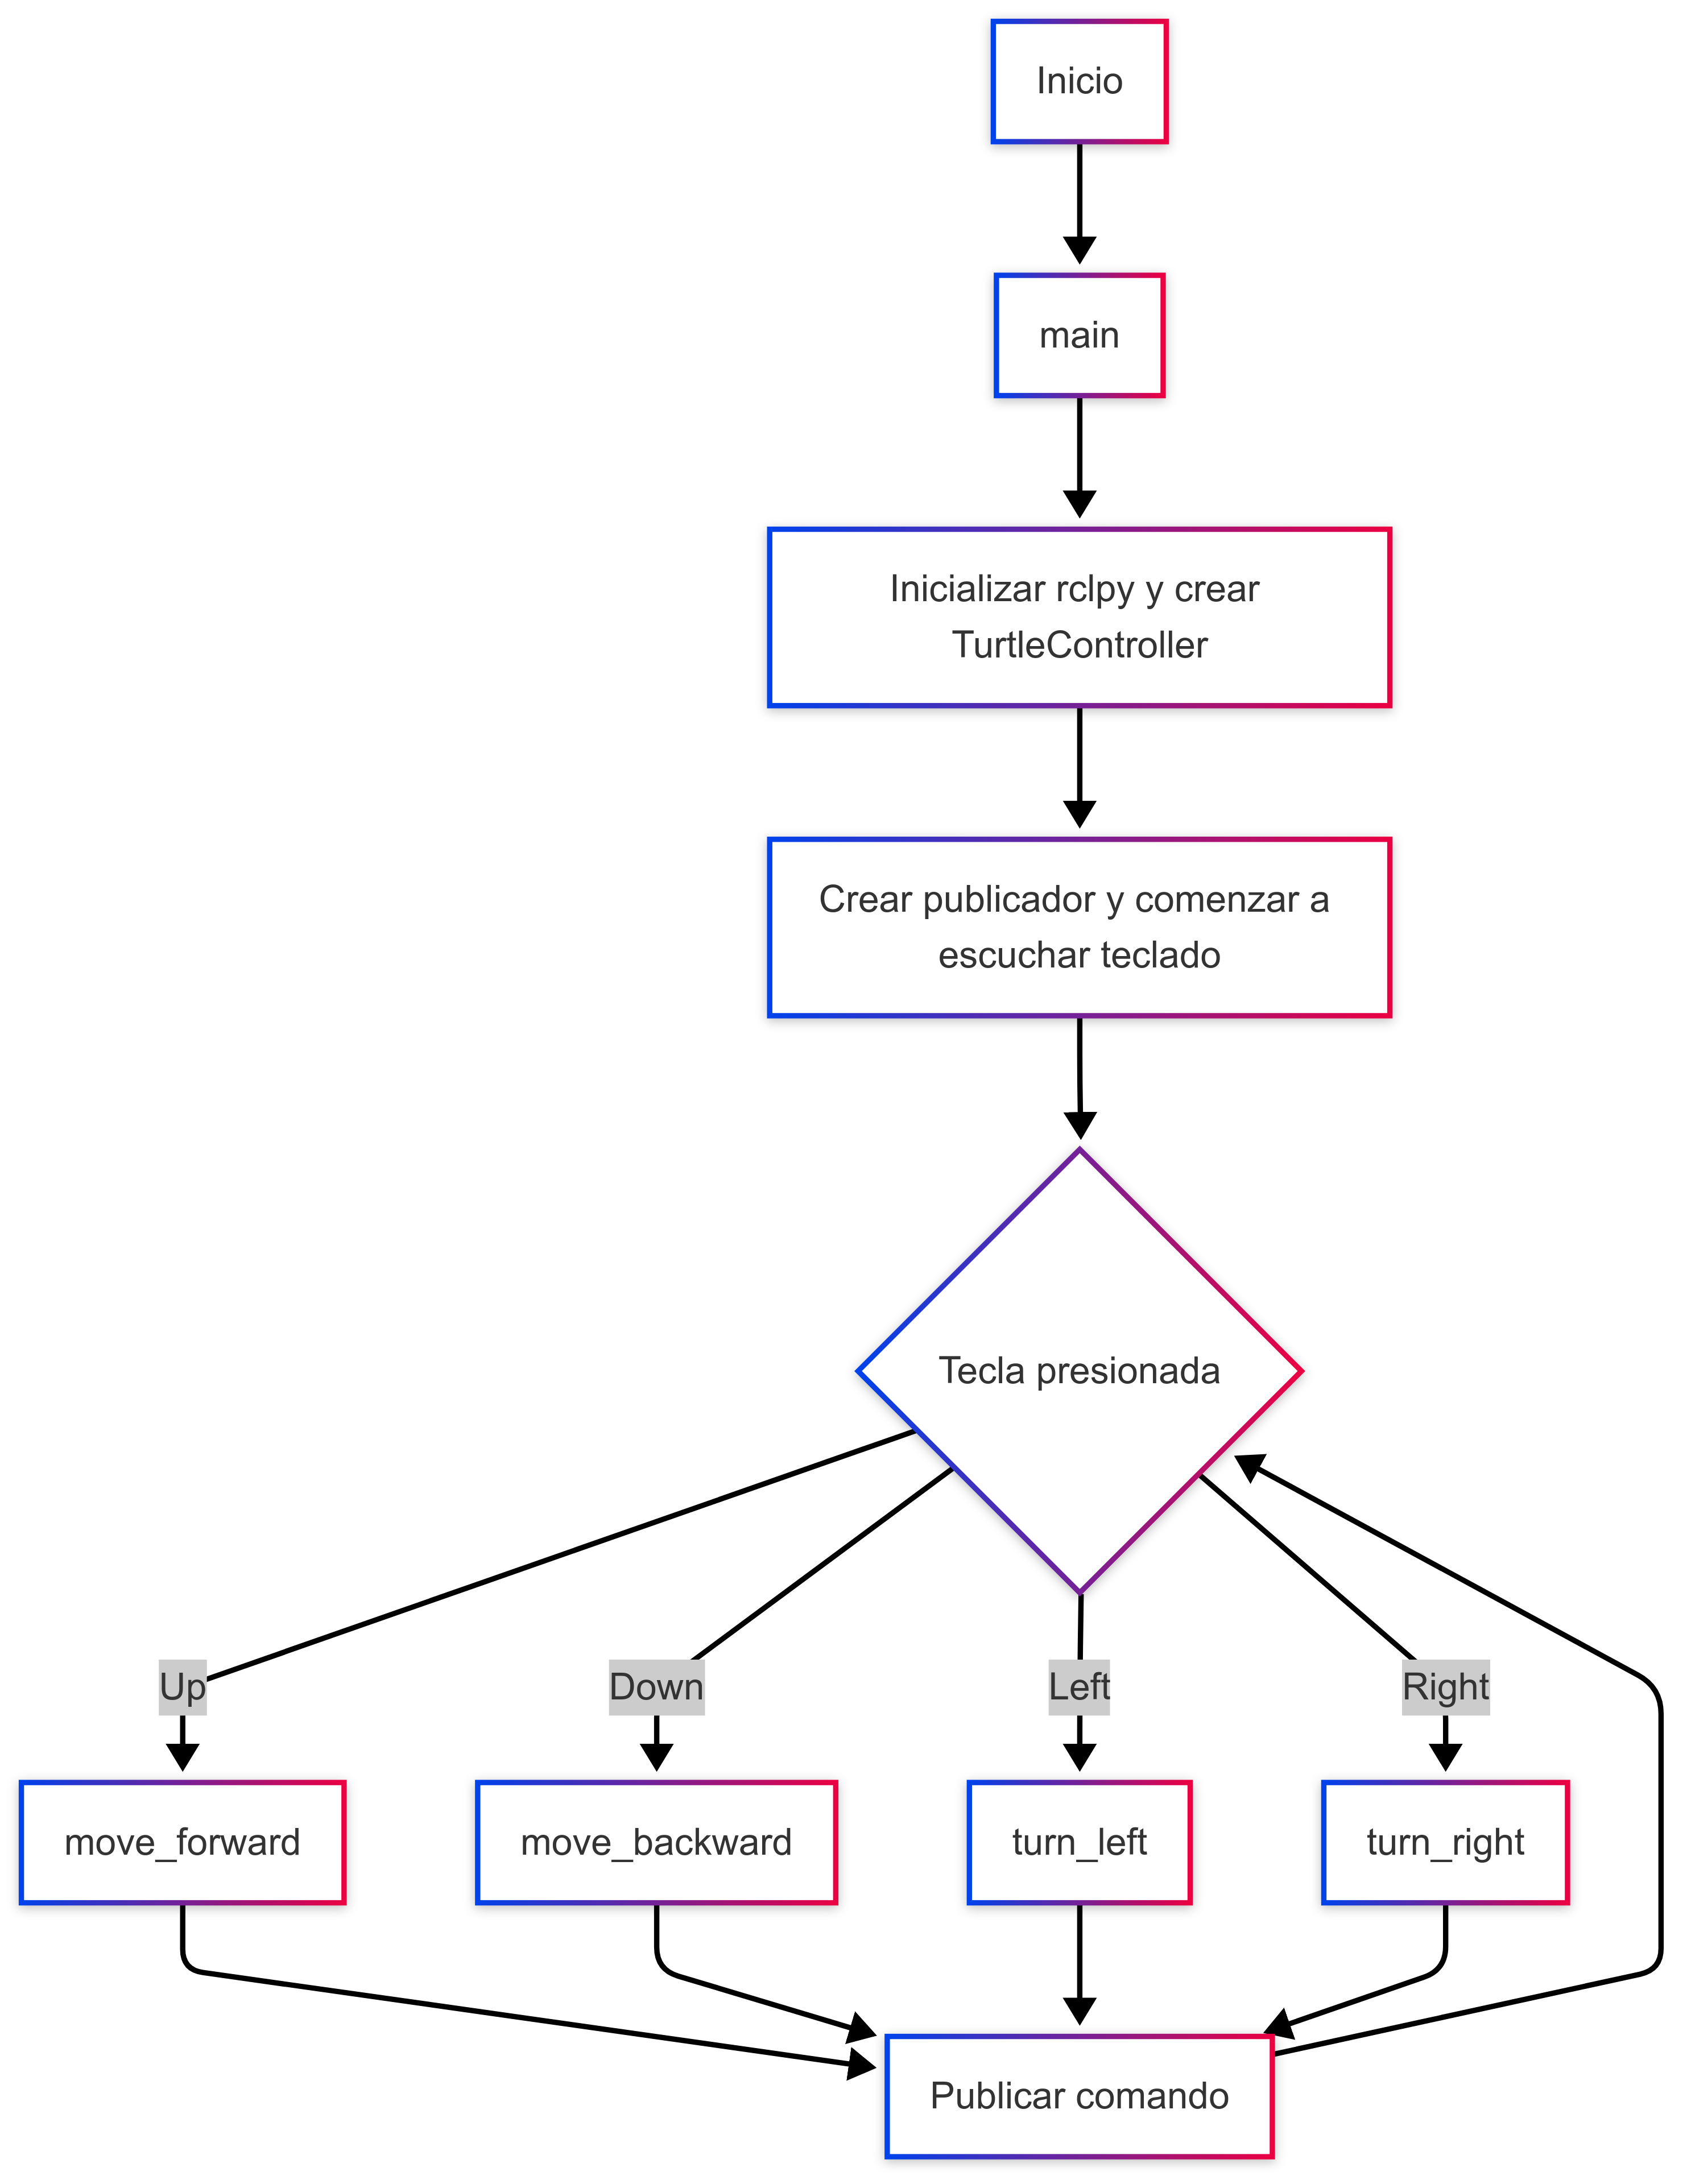 Inicio
main
Inicializar rclpy y crear
TurtleController
Crear publicador y comenzar a
escuchar teclado
Tecla presionada
Up
Down
Left
Right
move_forward
move_backward
turn_left
turn_right
Publicar comando